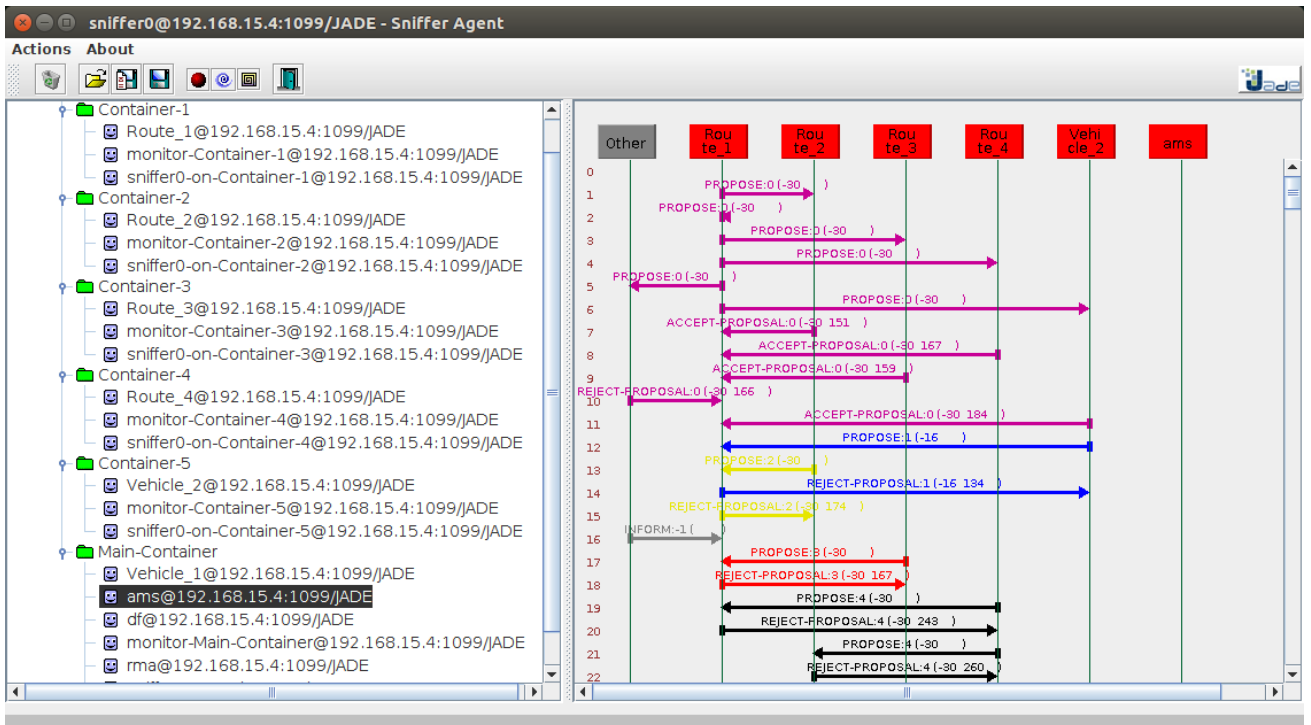 sniffer0@192.168.15.4:1099/JADE - Sniffer Agent
Actions About
Jade
Container-1
Route_1@192.168.15.4:1099/JADE
monitor-Container-1@192.168.15.4:1099/JADE
sniffer0-on-Container-1@192.168.15.4:1099/JADE
Container-2
Route_2@192.168.15.4:1099/JADE
monitor-Container-2@192.168.15.4:1099/JADE
sniffer0-on-Container-2@192.168.15.4:1099/JADE
Container-3
Route_3@192.168.15.4:1099/JADE
monitor-Container-3@192.168.15.4:1099/JADE
sniffer0-on-Container-3@192.168.15.4:1099/JADE
Container-4
Route_4@192.168.15.4:1099/JADE
monitor-Container-4@192.168.15.4:1099/JADE
sniffer0-on-Container-4@192.168.15.4:1099/JADE
Container-5
Vehicle_2@192.168.15.4:1099/JADE
monitor-Container-5@192.168.15.4:1099/JADE
sniffer0-on-Container-5@192.168.15.4:1099/JADE
Main-Container
Vehicle_1@192.168.15.4:1099/JADE
ams@192.168.15.4:1099/JADE
df@192.168.15.4:1099/JADE
monitor-Main-Container@192.168.15.4:1099/JADE
rma@192.168.15.4:1099/JADE
Other
Rou
te_1
Rou
te_2
Rou
te_3
Rou
te_4
Vehi
cle_2
ams
0
PROPOSE:0 (-30 )
1
PROPOSE:0 (-30 )
2
PROPOSE:0 (-30 )
3
PROPOSE:0 (-30 )
4
PROPOSE:0 (-30 )
5
PROPOSE:0 (-30 )
6
ACCEPT-PROPOSAL:0 (-30 151 )
7
ACCEPT-PROPOSAL:0 (-30 167 )
8
ACCEPT-PROPOSAL:0 (-30 159 )
9
REJECT-PROPOSAL:0 (-30 166 )
10
ACCEPT-PROPOSAL:0 (-30 184 )
11
PROPOSE:1 (-16 )
12
PROPOSE:2 (-30 )
13
REJECT-PROPOSAL:1 (-16 134 )
14
REJECT-PROPOSAL:2 (-30 174 )
15
INFORM:-1 ( )
16
PROPOSE:3 (-30 )
17
REJECT-PROPOSAL:3 (-30 167 )
18
PROPOSE:4 (-30 )
19
REJECT-PROPOSAL:4 (-30 243 )
20
PROPOSE:4 (-30 )
21
REJECT-PROPOSAL:4 (-30 260 )
22